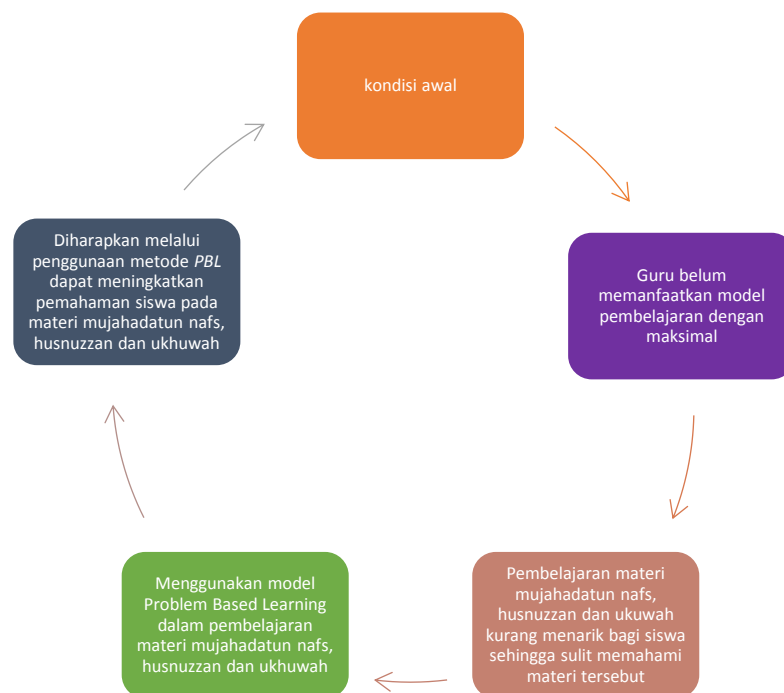 kondisi awal
Guru belum
memanfaatkan model
pembelajaran dengan
maksimal
Pembelajaran materi
mujahadatun nafs,
husnuzzan dan ukuwah
kurang menarik bagi siswa
sehingga sulit memahami
materi tersebut
Menggunakan model
Problem Based Learning
dalam pembelajaran
materi mujahadatun nafs,
husnuzzan dan ukhuwah
Diharapkan melalui
penggunaan metode PBL
dapat meningkatkan
pemahaman siswa pada
materi mujahadatun nafs,
husnuzzan dan ukhuwah